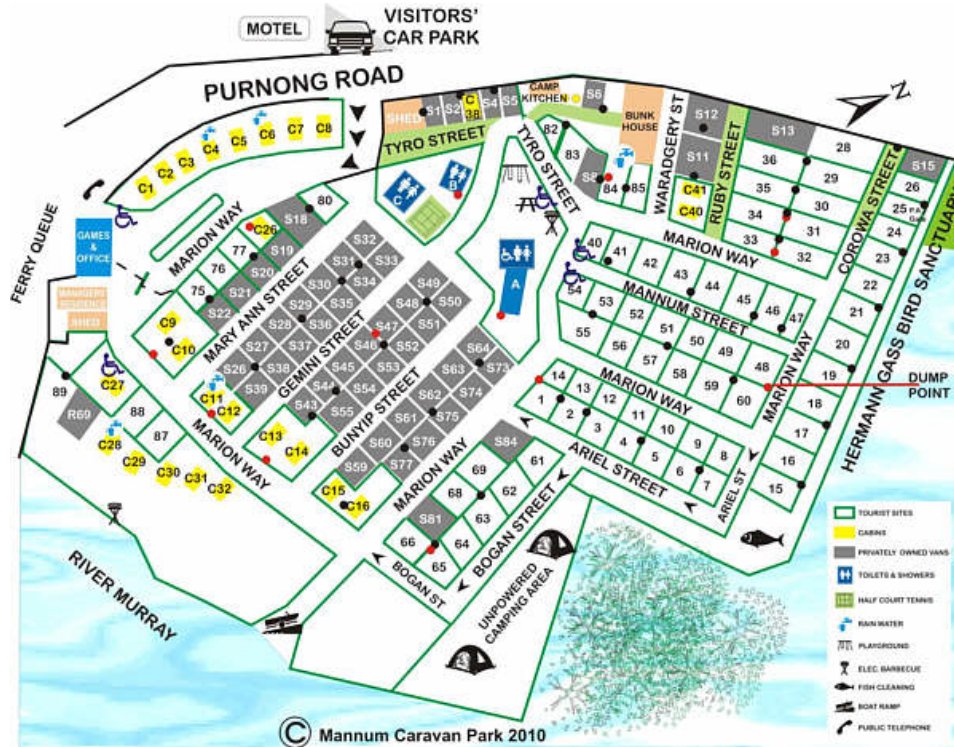 MOTEL
VISITORS'
CAR PARK
PURNONG ROAD
N
SHED
S1
S2
C
38
S4
S5
CAMP
KITCHEN
S6
BUNK
HOUSE
TYRO STREET
TYRO STREET
WARADGERY ST
S12
S11
C41
C40
RUBY STREET
S13
28
36
29
35
30
34
31
33
32
COROWA STREET
S15
26
25
P.A.
24
23
22
21
20
19
18
17
16
15
HERMANN GASS BIRD SANCTUARY
C1
C2
C3
C4
C5
C6
C7
C8
82
83
S8
84
85
C
B
A
FERRY QUEUE
GAMES
&
OFFICE
MANAGERS
RESIDENCE
SHED
MARION WAY
80
S18
C26
77
S19
76
S20
75
S21
S22
MARY ANN STREET
C9
C10
C11
C12
C13
C14
C15
C16
S32
S31
S33
S30
S34
S29
S35
S28
S36
S27
S37
S26
S38
S39
GEMINI STREET
S49
S48
S50
S47
S51
S46
S52
S45
S53
S44
S54
S43
S55
BUNYIP STREET
S64
S63
S73
S62
S74
S61
S75
S60
S76
S59
S77
MARION WAY
MARION WAY
89
R69
C27
88
87
C28
C29
C30
C31
C32
MARION WAY
40
41
42
43
44
45
46
47
MANNUM STREET
54
53
52
51
50
49
48
55
56
57
58
59
60
MARION WAY
MARION WAY
DUMP
POINT
14
13
12
11
10
9
8
1
2
3
4
5
6
7
ARIEL STREET
ARIEL ST
S84
61
69
62
68
63
S81
64
66
65
BOGAN STREET
BOGAN ST
UNPOWERED
CAMPING AREA
RIVER MURRAY
TOURIST SITES
CABINS
PRIVATELY OWNED VANS
TOILETS & SHOWERS
HALF COURT TENNIS
RAIN WATER
PLAYGROUND
ELEC. BARBECUE
FISH CLEANING
BOAT RAMP
PUBLIC TELEPHONE
© Mannum Caravan Park 2010